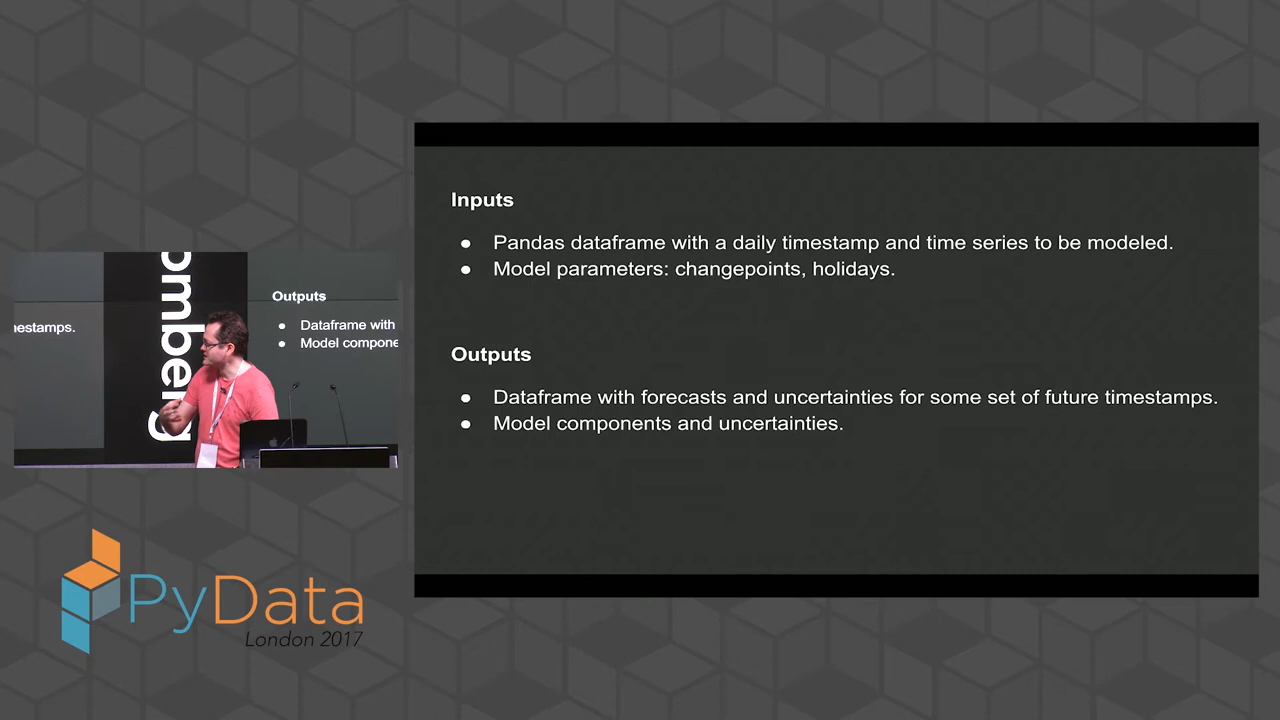 Inputs
● Pandas dataframe with a daily timestamp and time series to be modeled.
● Model parameters: changepoints, holidays.
Outputs
● Dataframe with forecasts and uncertainties for some set of future timestamps.
● Model components and uncertainties.
estamps.
omberg
Outputs
● Dataframe with
● Model compone
PyData
London 2017